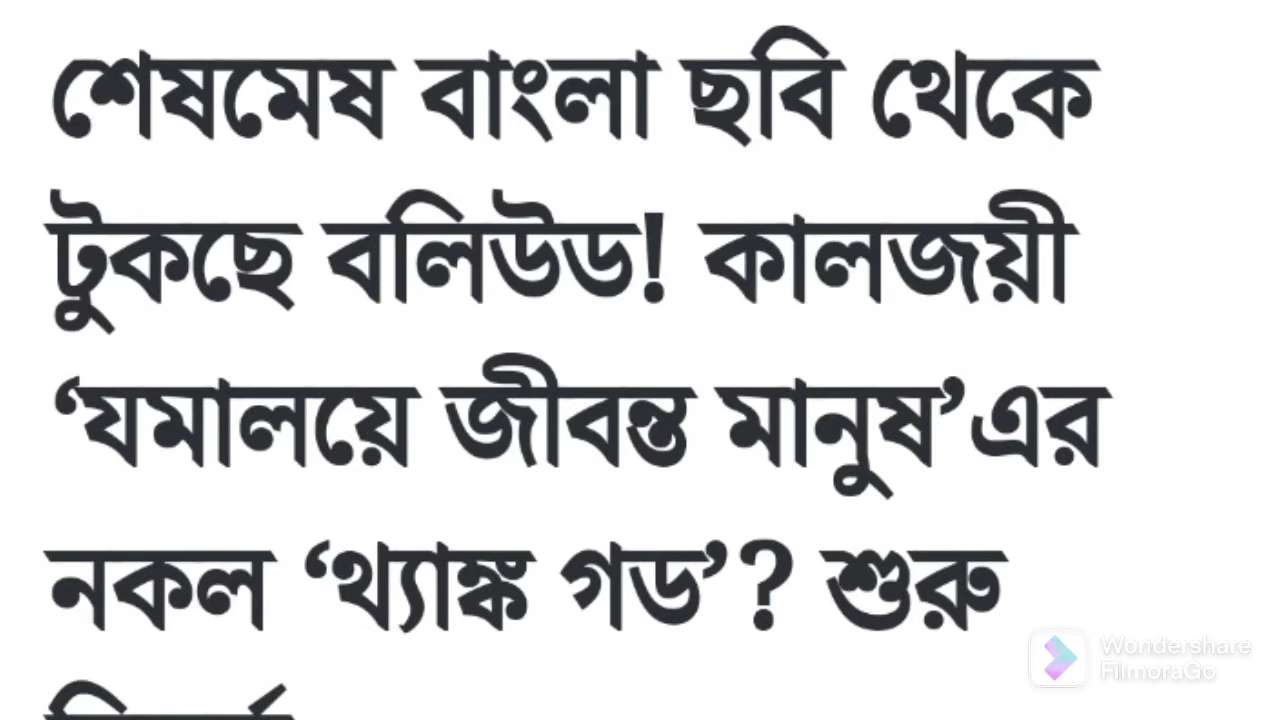 শেষমেষ বাংলা ছবি থেকে
টুকছে বলিউড! কালজয়ী
‘যমালয়ে জীবন্ত মানুষ’এর
নকল ‘থ্যাঙ্ক গড’? শুরু
Wondershare
FilmoraGo